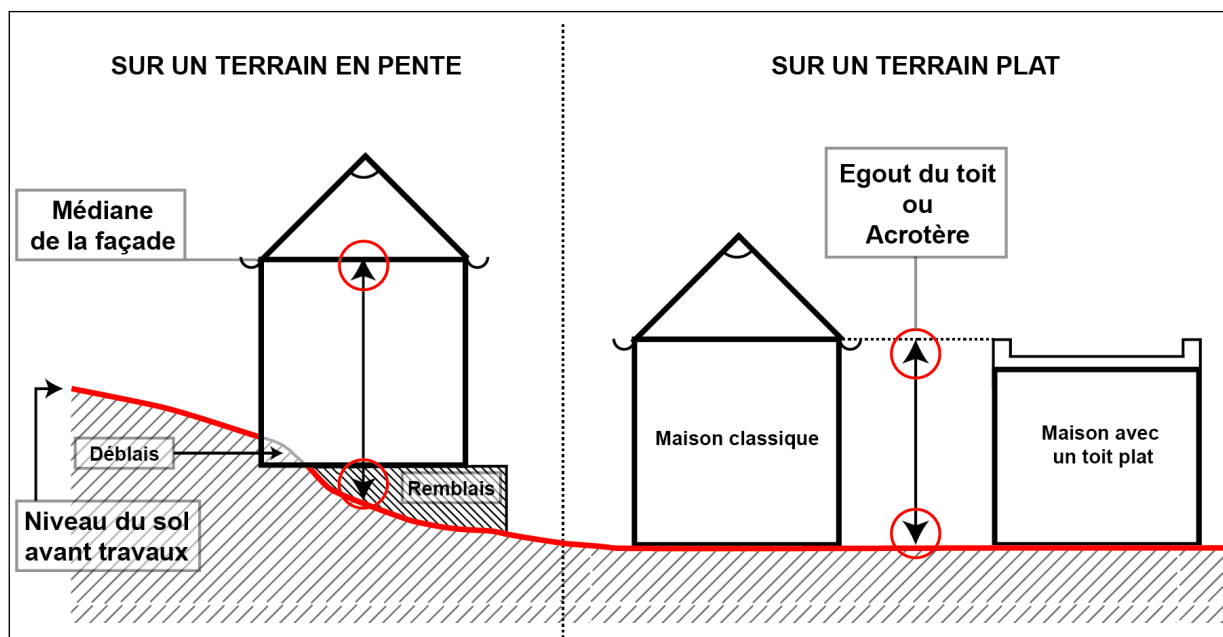 SUR UN TERRAIN EN PENTE
Médiane
de la façade
Déblais
Remblais
Niveau du sol
avant travaux
SUR UN TERRAIN PLAT
Egout du toit
ou
Acrotère
Maison classique
Maison avec
un toit plat